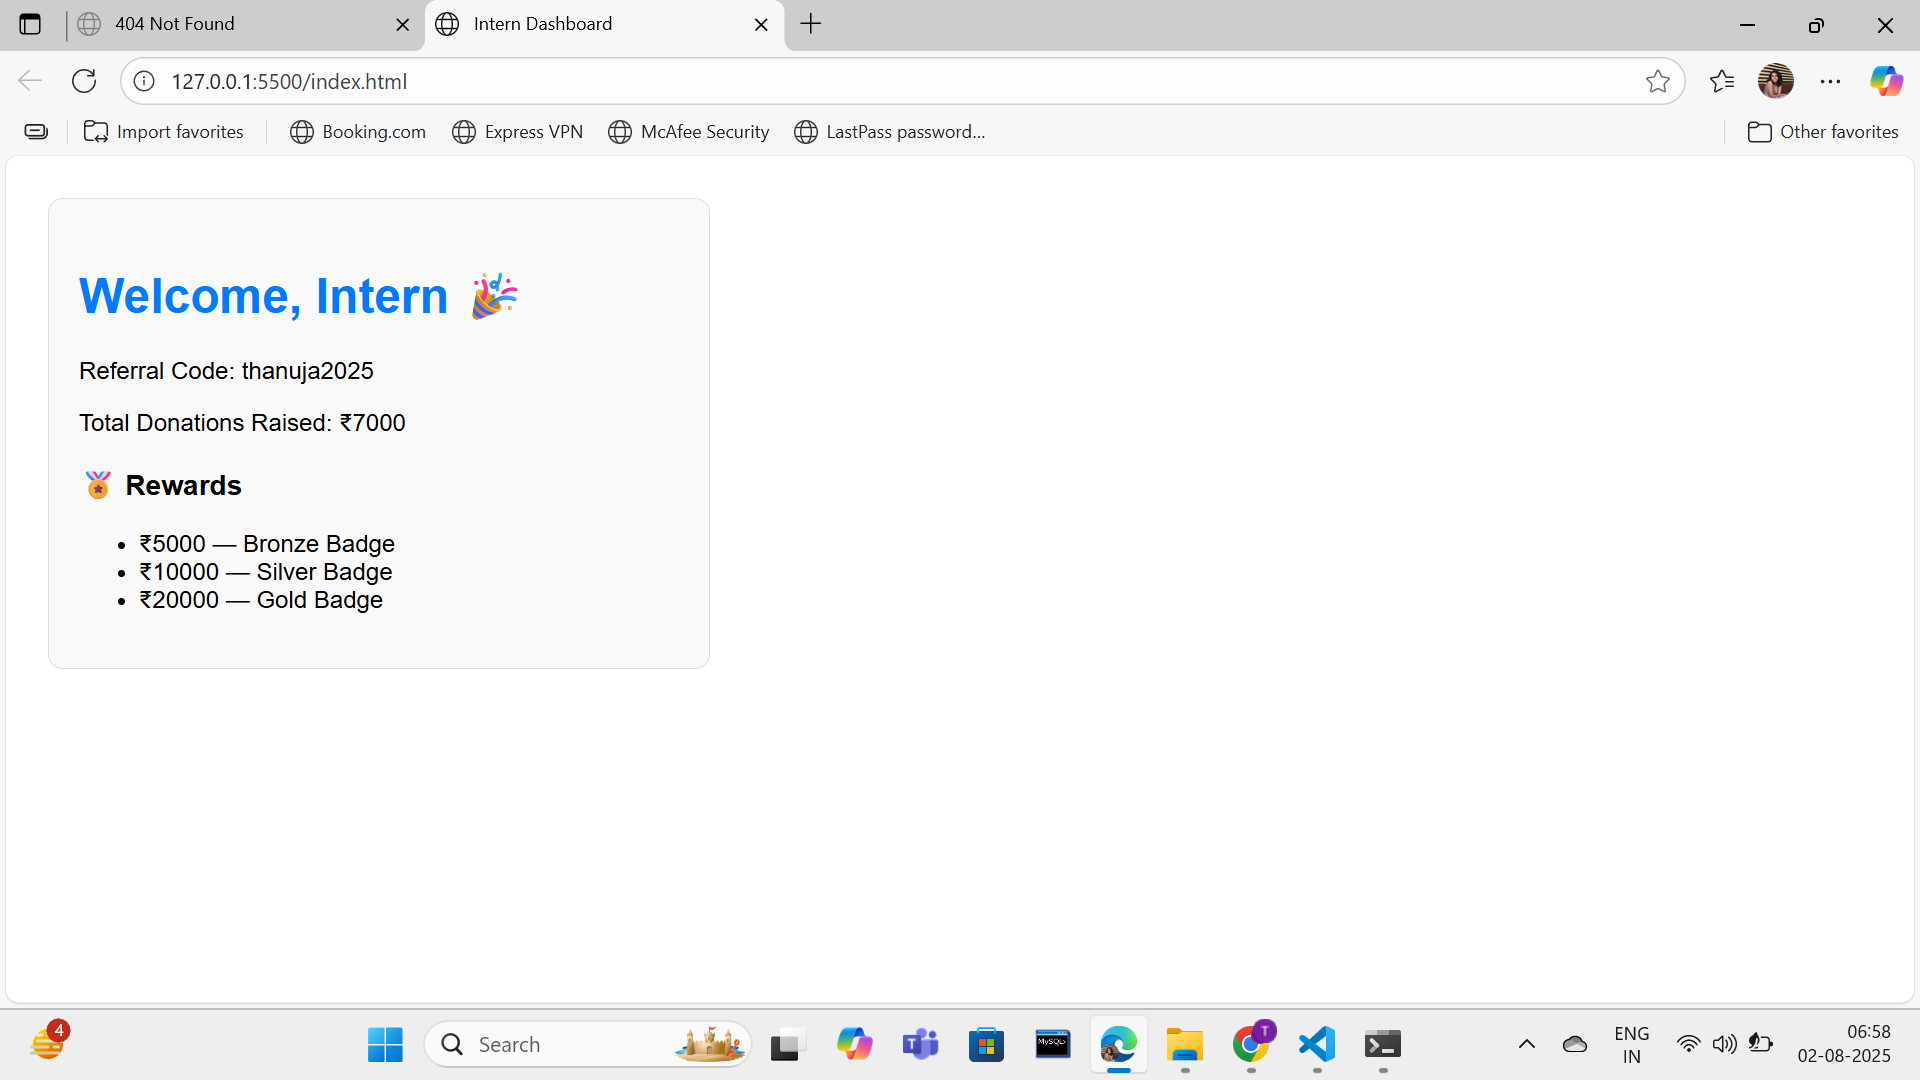 404 Not Found
Intern Dashboard
127.0.0.1:5500/index.html
Import favorites
Booking.com
Express VPN
McAfee Security
LastPass password...
Other favorites
Welcome, Intern 🎉
Referral Code: thanuja2025
Total Donations Raised: ₹7000
🏅 Rewards
• ₹5000 — Bronze Badge
• ₹10000 — Silver Badge
• ₹20000 — Gold Badge
4
Search
T
MySQL>
T
ENG
IN
06:58
02-08-2025